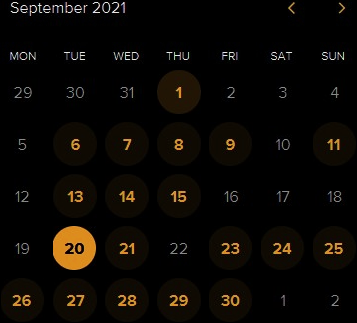 September 2021 < >
MON TUE WED THU FRI SAT SUN
29 30 31 1 2 3 4
5 6 7 8 9 10 11
12 13 14 15 16 17 18
19 20 21 22 23 24 25
26 27 28 29 30 1 2